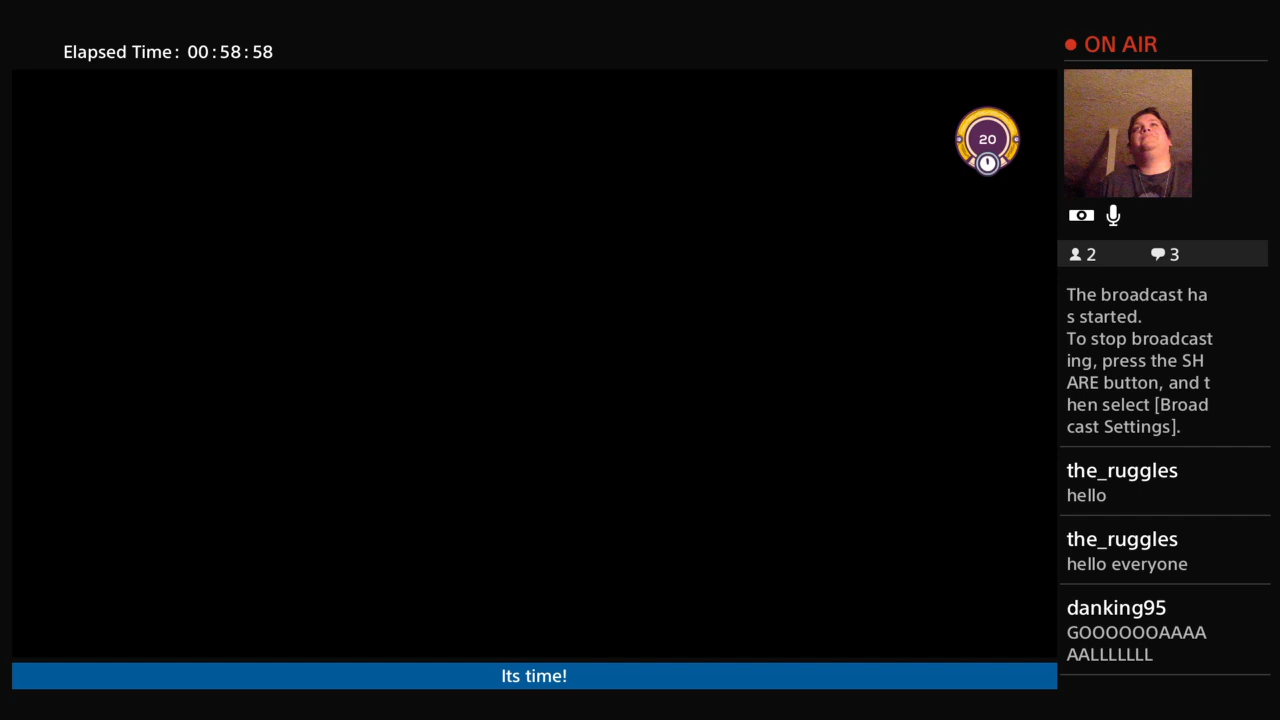 Elapsed Time: 00:58:58
ON AIR
20
2 3
The broadcast ha
s started.
To stop broadcast
ing, press the SH
ARE button, and t
hen select [Broad
cast Settings].
the_ruggles
hello
the_ruggles
hello everyone
danking95
GOOOOOOAAAA
AALLLLLLL
Its time!